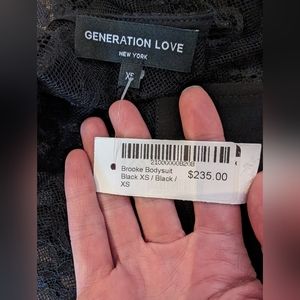 GENERATION LOVE
NEW YORK
XS
Brooke Bodysuit
Black XS / Black /
XS
$235.00